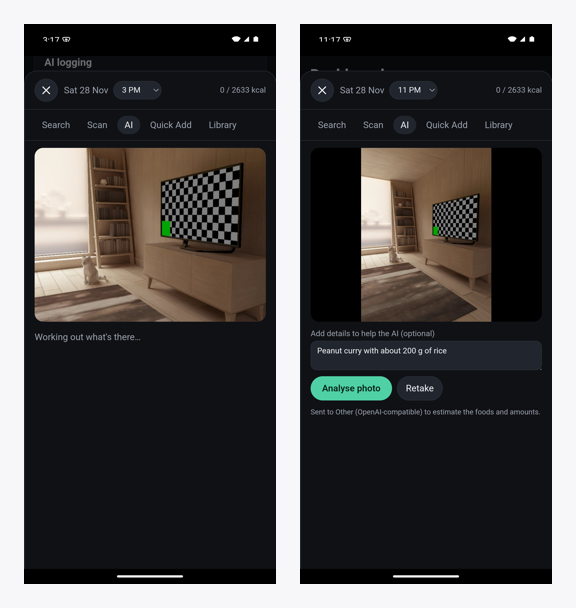 3:17
AI logging
Sat 28 Nov
3 PM
0 / 2633 kcal
Search
Scan
AI
Quick Add
Library
Working out what's there…
11:17
Sat 28 Nov
11 PM
0 / 2633 kcal
Search
Scan
AI
Quick Add
Library
Add details to help the AI (optional)
Peanut curry with about 200 g of rice
Analyse photo
Retake
Sent to Other (OpenAI-compatible) to estimate the foods and amounts.